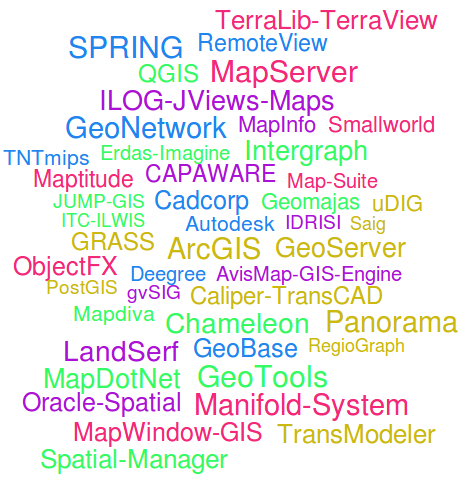 TerraLib-TerraView
SPRING RemoteView
QGIS MapServer
ILOG-JViews-Maps
GeoNetwork MapInfo Smallworld
TNTmips Erdas-Imagine Intergraph
Maptitude CAPAWARE Map-Suite
JUMP-GIS Cadcorp Geomajas uDIG
ITC-ILWIS Autodesk IDRISI Saig
GRASS ArcGIS GeoServer
ObjectFX Deegree AvisMap-GIS-Engine
PostGIS gvSIG Caliper-TransCAD
Mapdiva Chameleon Panorama
LandSerf GeoBase RegioGraph
MapDotNet GeoTools
Oracle-Spatial Manifold-System
MapWindow-GIS TransModeler
Spatial-Manager